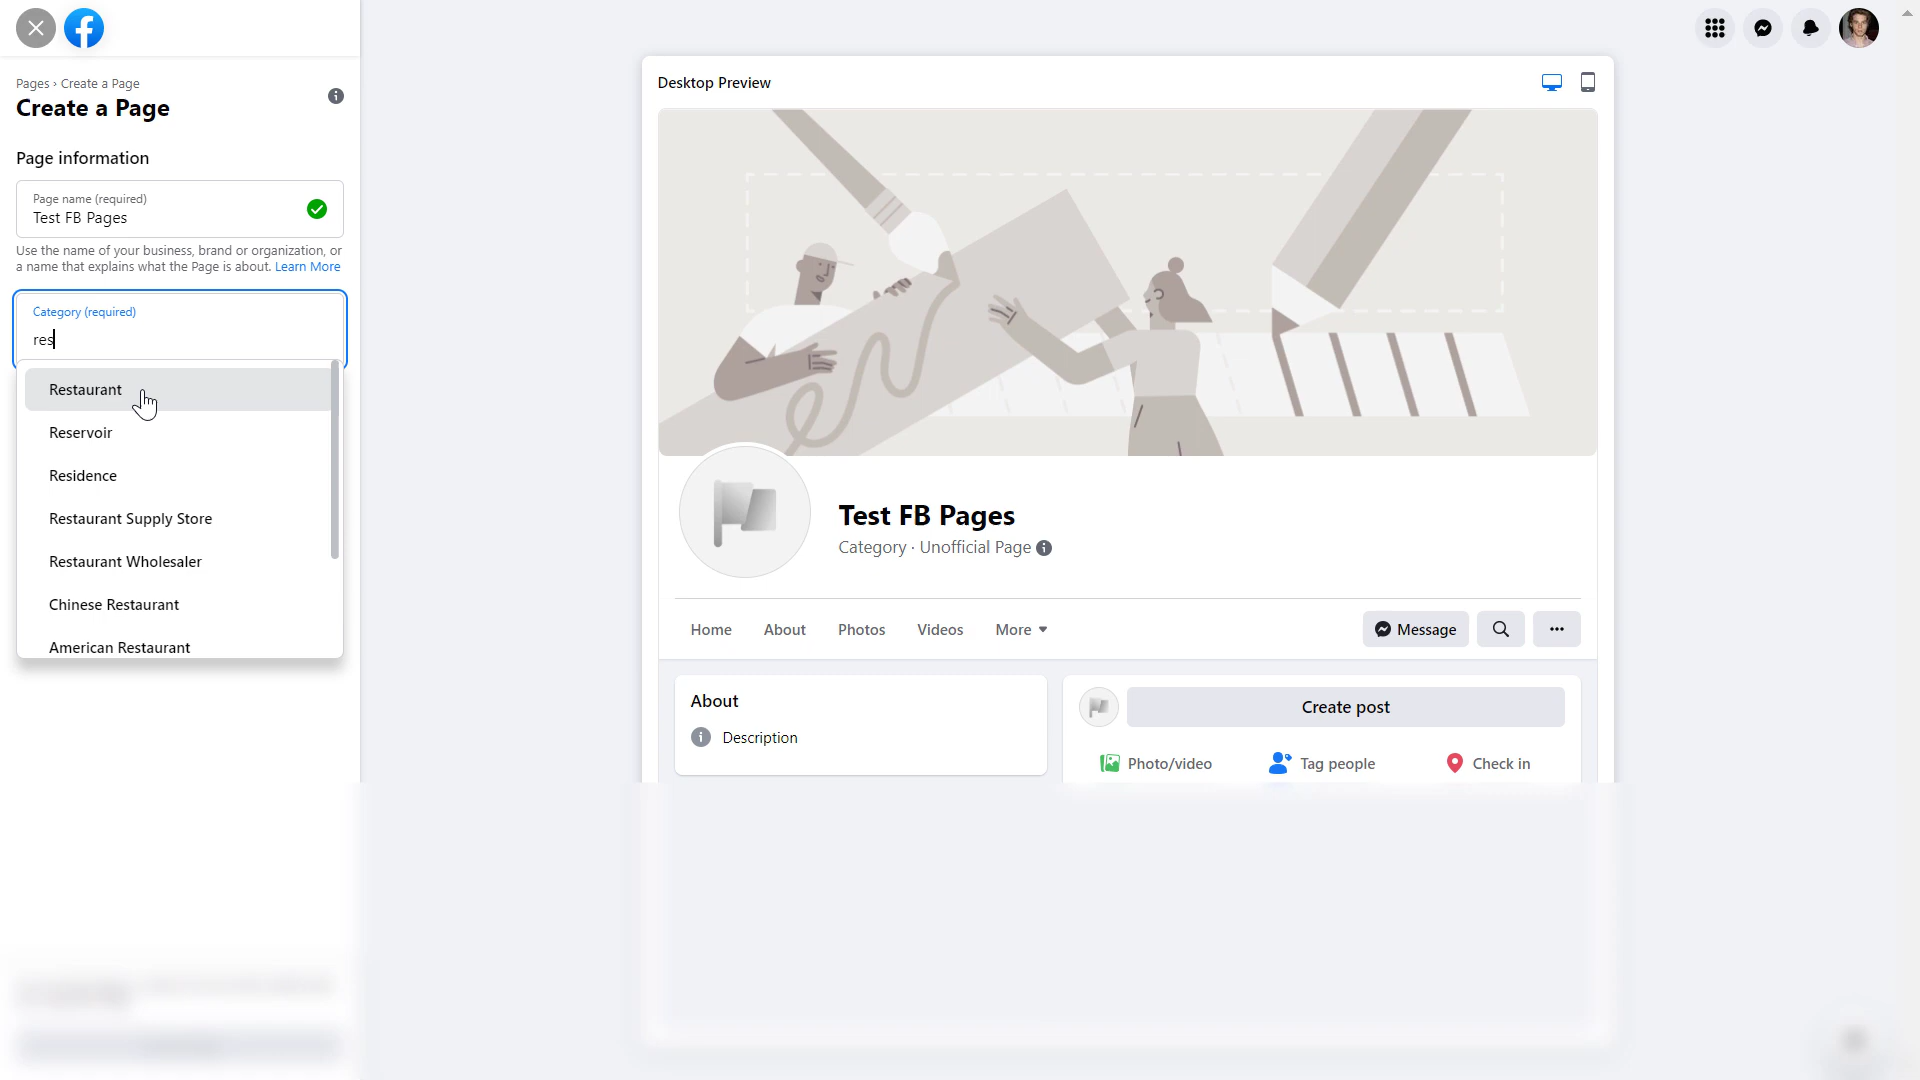 Pages › Create a Page
Create a Page
Page information
Page name (required)
Test FB Pages
Use the name of your business, brand or organization, or
a name that explains what the Page is about. Learn More
Category (required)
res
Restaurant
Reservoir
Residence
Restaurant Supply Store
Restaurant Wholesaler
Chinese Restaurant
American Restaurant
Desktop Preview
Test FB Pages
Category · Unofficial Page
Home About Photos Videos More
Message
About
Description
Create post
Photo/video Tag people Check in